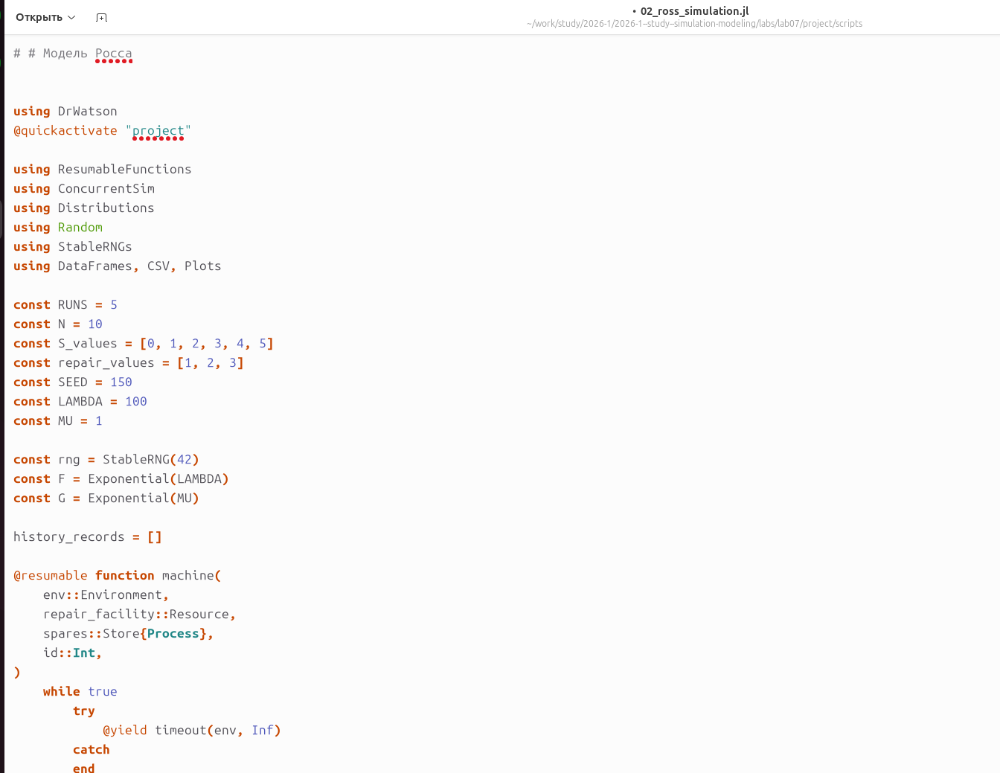 Открыть
• 02_ross_simulation.jl
~/work/study/2026-1/2026-1–study–simulation-modeling/labs/lab07/project/scripts
# # Модель Росса
using DrWatson
@quickactivate "project"
using ResumableFunctions
using ConcurrentSim
using Distributions
using Random
using StableRNGs
using DataFrames, CSV, Plots
const RUNS = 5
const N = 10
const S_values = [0, 1, 2, 3, 4, 5]
const repair_values = [1, 2, 3]
const SEED = 150
const LAMBDA = 100
const MU = 1
const rng = StableRNG(42)
const F = Exponential(LAMBDA)
const G = Exponential(MU)
history_records = []
@resumable function machine(
    env::Environment,
    repair_facility::Resource,
    spares::Store{Process},
    id::Int,
)
    while true
        try
            @yield timeout(env, Inf)
        catch
        end